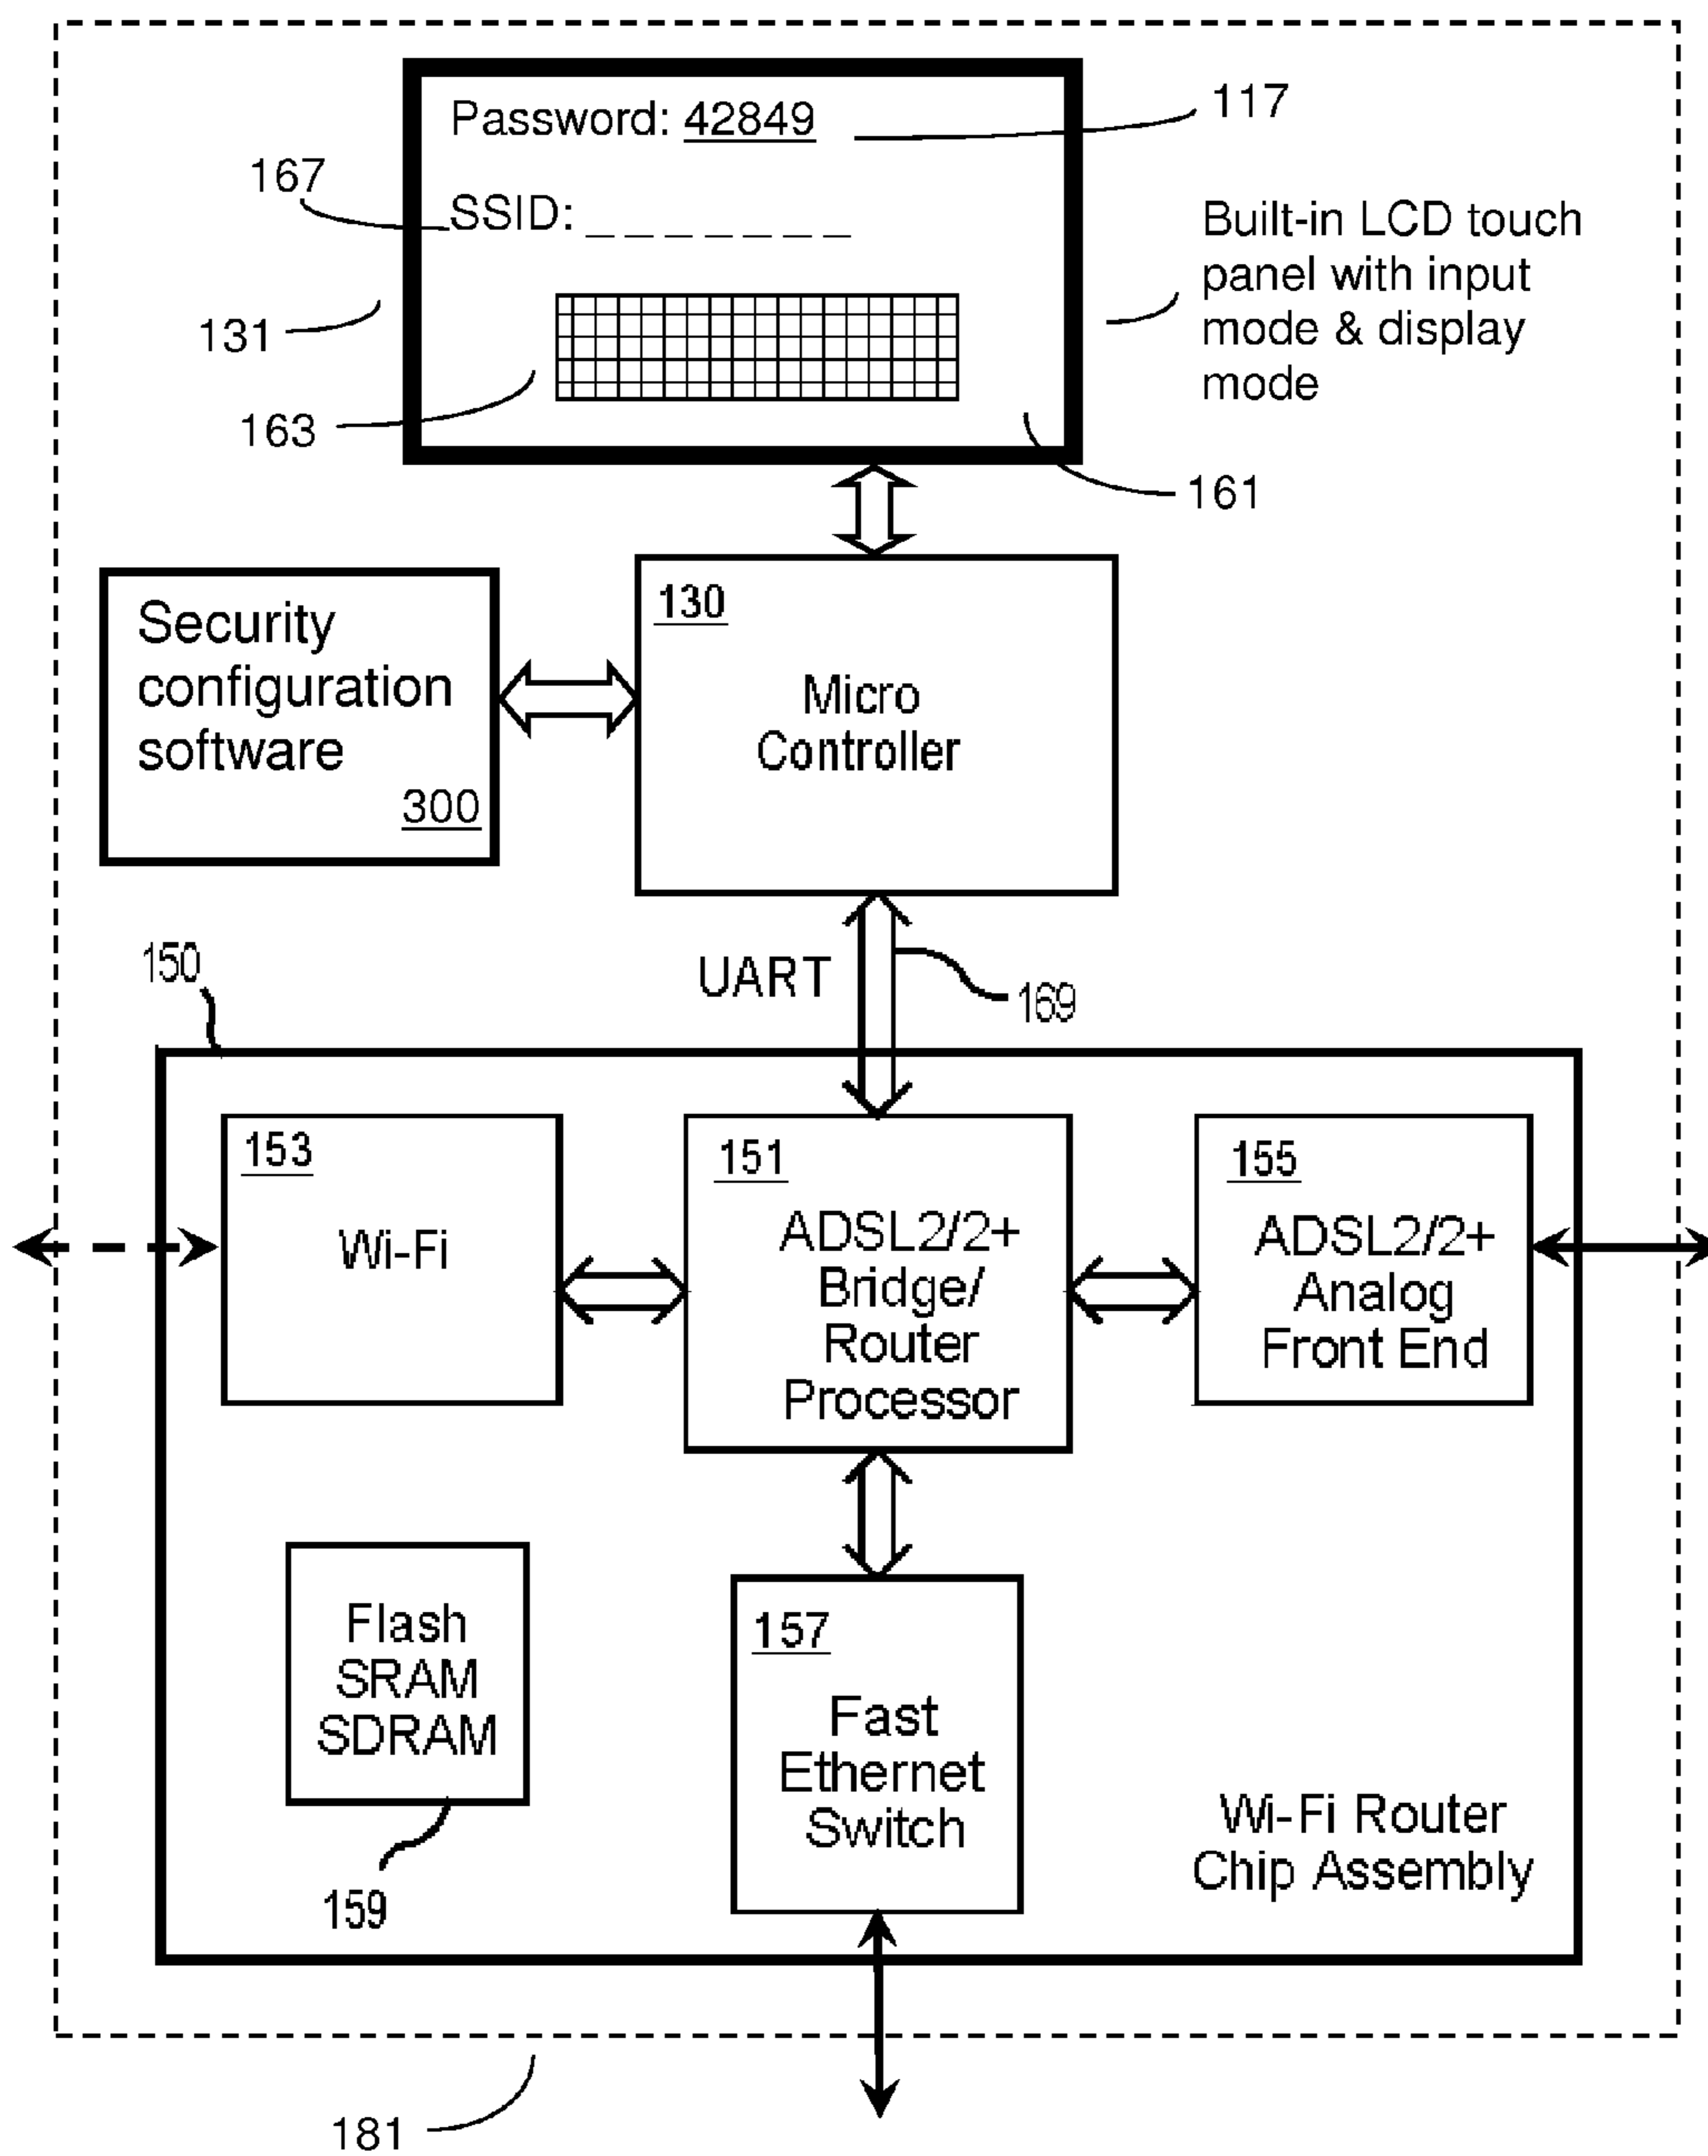 Password: 42849
117
167
SSID: _ _ _ _ _ _ _
Built-in LCD touch
panel with input
mode & display
mode
131
163
161
Security
configuration
software
300
130
Micro
Controller
150
UART
169
153
Wi-Fi
151
ADSL2/2+
Bridge/
Router
Processor
155
ADSL2/2+
Analog
Front End
Flash
SRAM
SDRAM
159
157
Fast
Ethernet
Switch
Wi-Fi Router
Chip Assembly
181